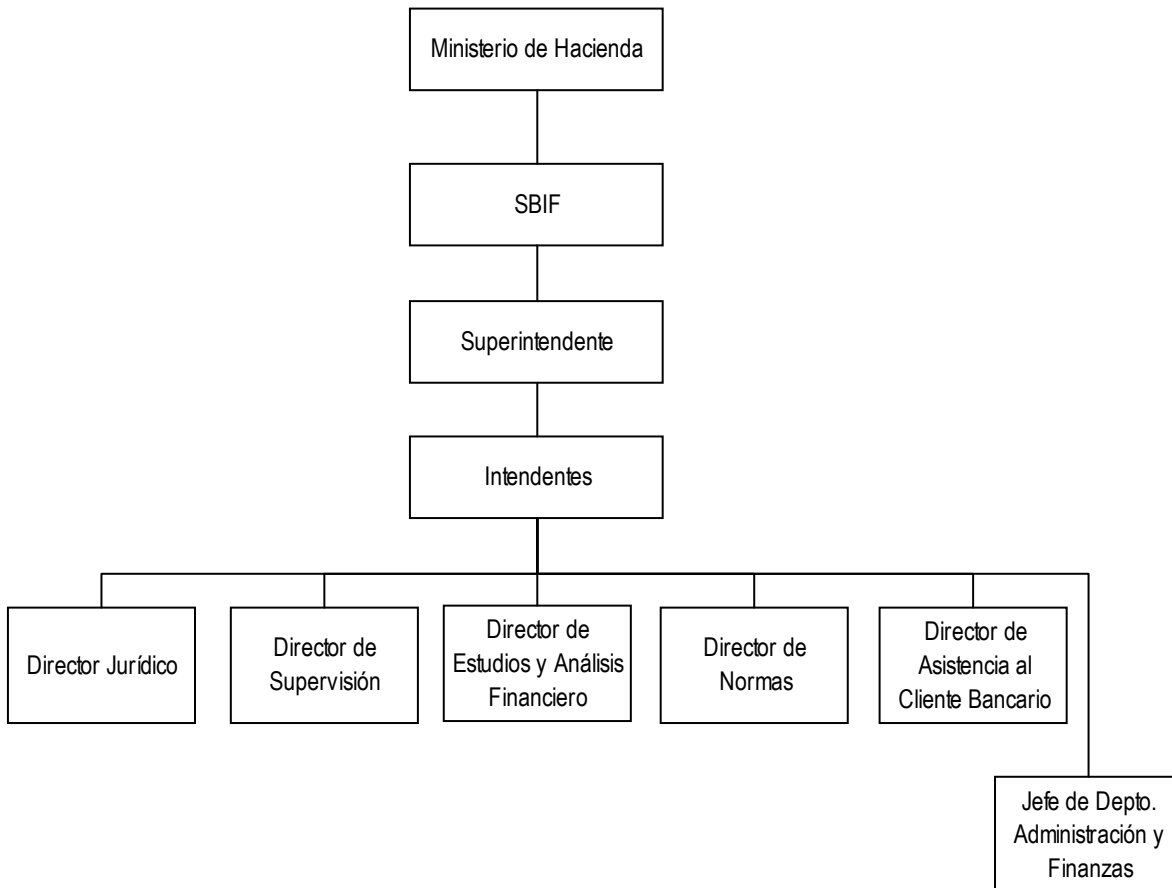 Ministerio de Hacienda
SBIF
Superintendente
Intendentes
Director Jurídico
Director de
Supervisión
Director de
Estudios y Análisis
Financiero
Director de
Normas
Director de
Asistencia al
Cliente Bancario
Jefe de Depto.
Administración y
Finanzas